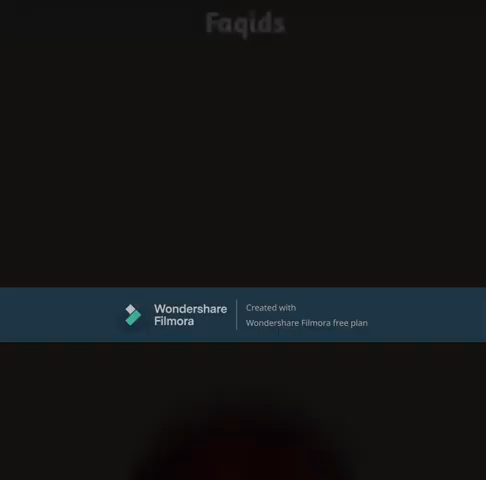 Faqids
Wondershare
Filmora
Created with
Wondershare Filmora free plan